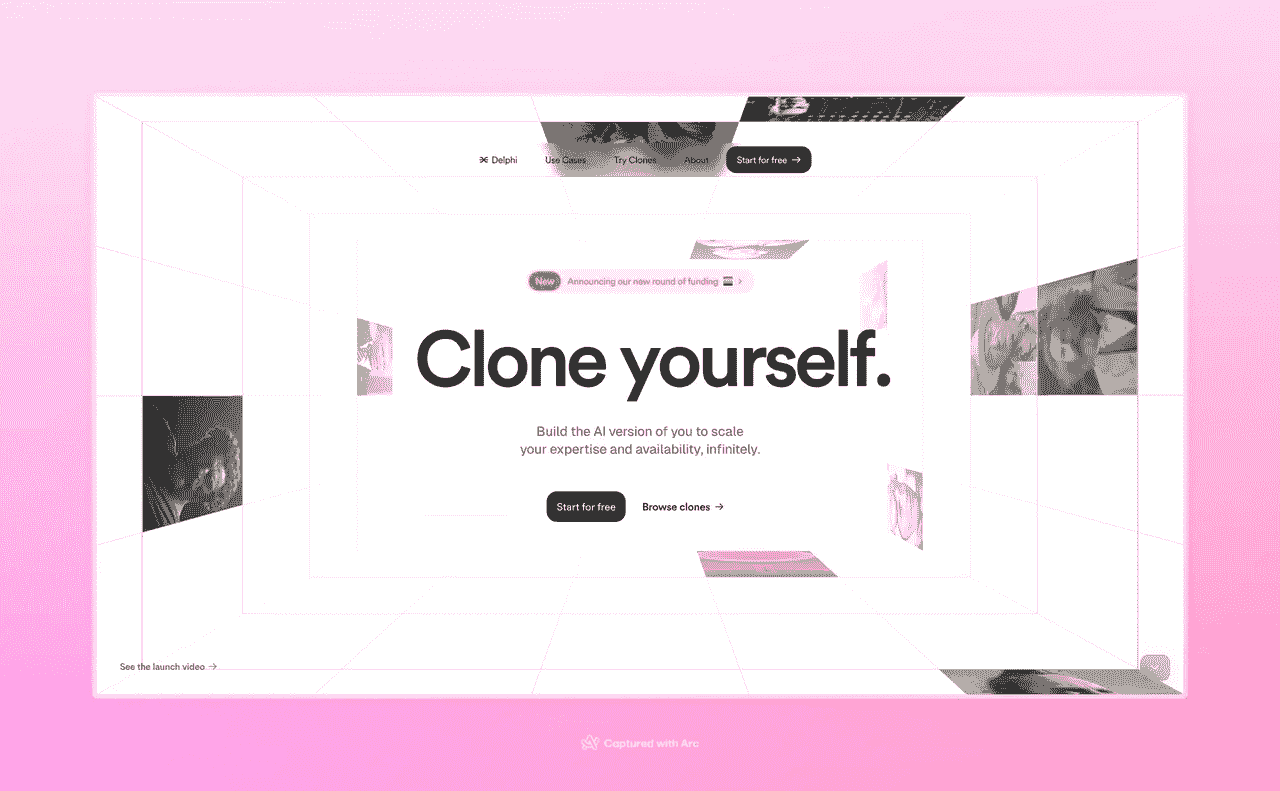 Delphi
Use Cases
Try Clones
About
Start for free →
New
Announcing our new round of funding
Clone yourself.
Build the AI version of you to scale
your expertise and availability, infinitely.
Start for free
Browse clones →
See the launch video →
Captured with Arc